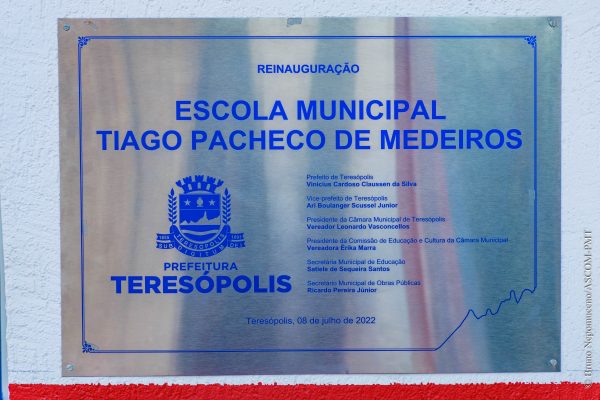 REINAUGURAÇÃO
ESCOLA MUNICIPAL
TIAGO PACHECO DE MEDEIROS
Prefeito de Teresópolis
Vinicius Cardoso Claussen da Silva
Vice-prefeito de Teresópolis
Ari Boulanger Scussel Junior
Presidente da Câmara Municipal de Teresópolis
Vereador Leonardo Vasconcellos
Presidente da Comissão de Educação e Cultura da Câmara Municipal
Vereadora Érika Marra
Secretária Municipal de Educação
Satiele de Sequeira Santos
Secretário Municipal de Obras Públicas
Ricardo Pereira Júnior
TERESÓPOLIS
PREFEITURA
TERESÓPOLIS
Teresópolis, 08 de julho de 2022
© Bruno Nepomuceno/ASCOM-PMT